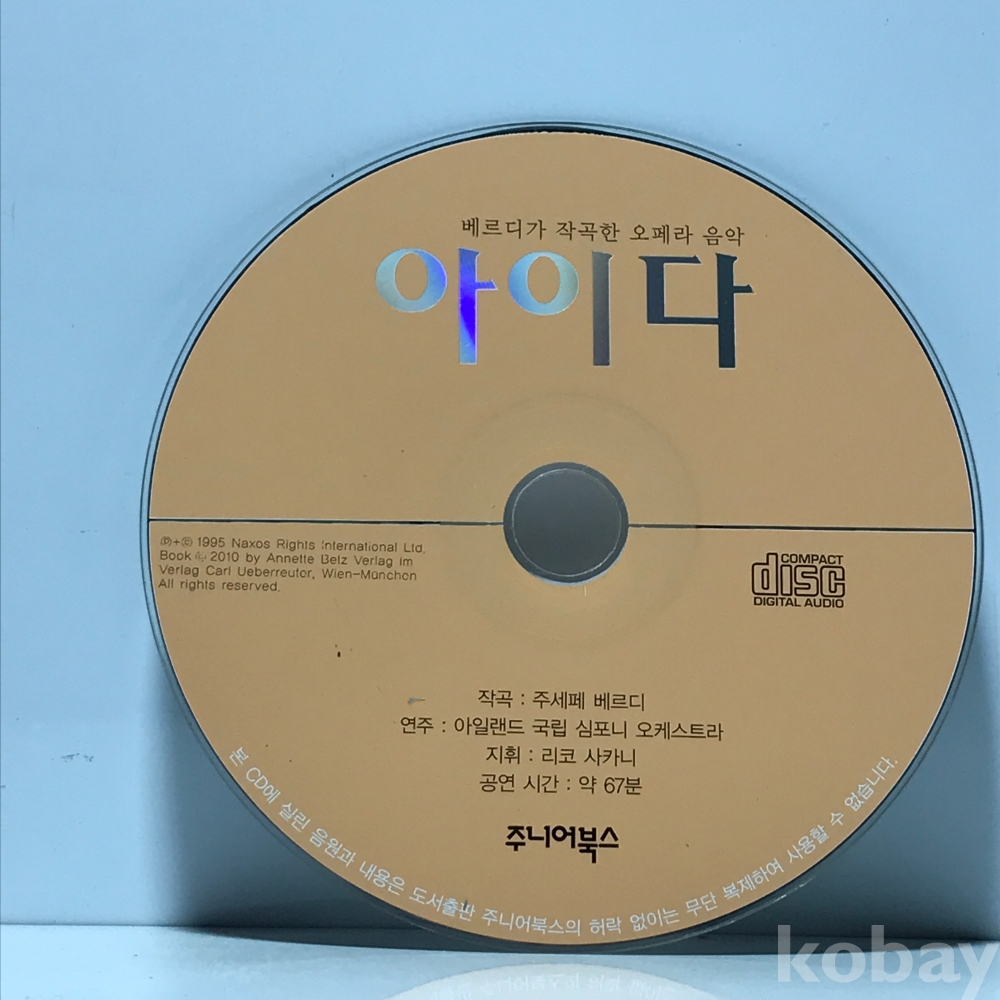 베르디가 작곡한 오페라 음악
아이다
℗+© 1995 Naxos Rights International Ltd.
Book © 2010 by Annette Belz Verlag im
Verlag Carl Ueberreutor, Wien-Munchon
All rights reserved.
COMPACT
disc
DIGITAL AUDIO
작곡 : 주세페 베르디
연주 : 아일랜드 국립 심포니 오케스트라
지휘 : 리코 사카니
공연 시간 : 약 67분
주니어북스
본 CD에 실린 음원과 내용은 도서출판 주니어북스의 허락 없이는 무단 복제하여 사용할 수 없습니다.
kobay